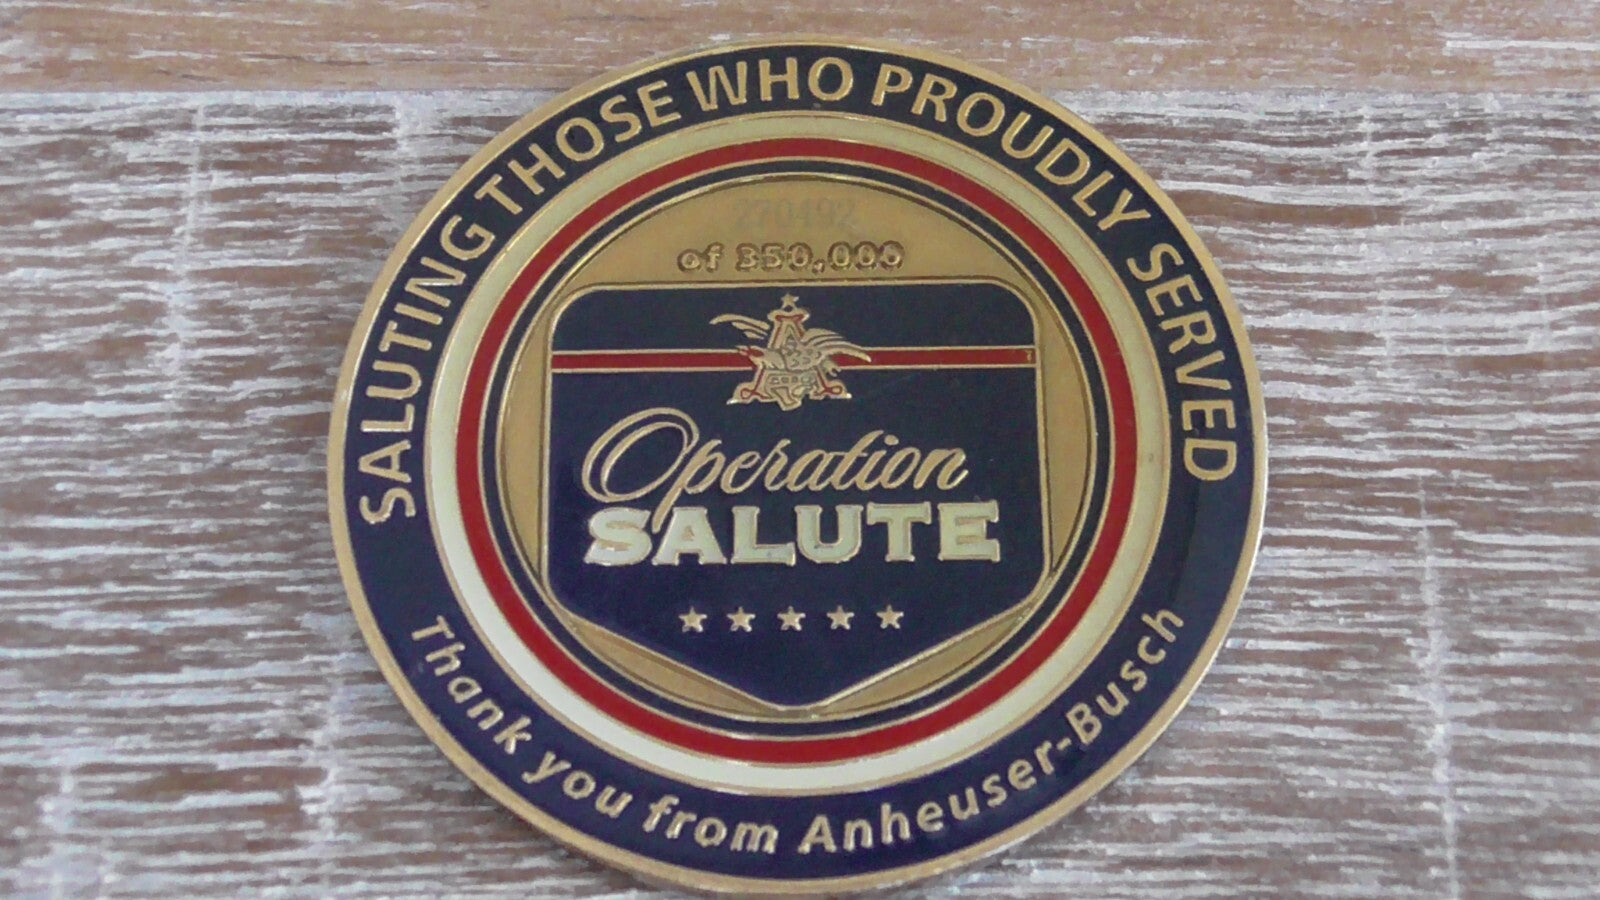 SALUTING THOSE WHO PROUDLY SERVED
270492
of 350,000
A
Operation
SALUTE
Thank you from Anheuser-Busch